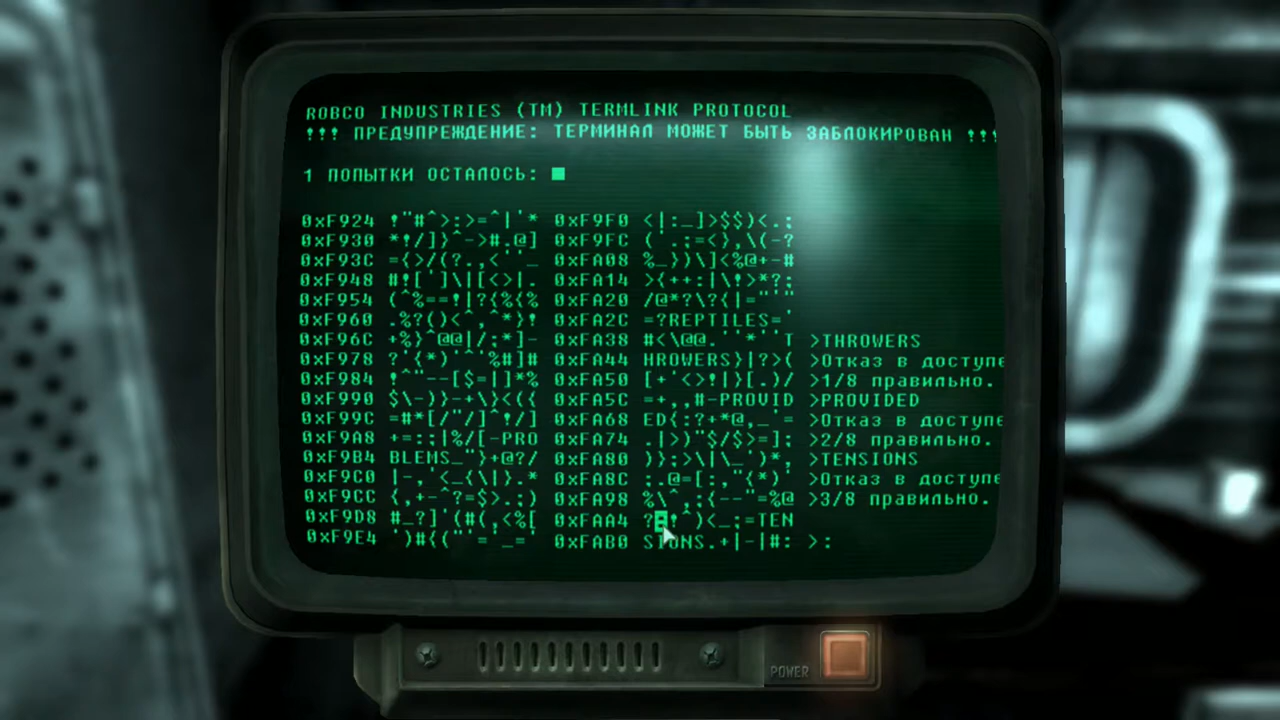 ROBCO INDUSTRIES (TM) TERMLINK PROTOCOL
!!! ПРЕДУПРЕЖДЕНИЕ: ТЕРМИНАЛ МОЖЕТ БЫТЬ ЗАБЛОКИРОВАН !!!
1 ПОПЫТКИ ОСТАЛОСЬ: ■
0xF924 !"#^>:>=^|'* 0xF9F0 <|:_]>$$)<.;
0xF930 *!/]}^->#.@] 0xF9FC (´.;=<},\(-?
0xF93C ={>/(?.,<´´_ 0xFA08 %_})\]<%@+-#
0xF948 #![´]\|[<>|. 0xFA14 >{++:|\!>*?;
0xF954 (^%==!|?{%{% 0xFA20 /@*?\?{|="´"
0xF960 .%?()<^,^*}! 0xFA2C =?REPTILES='
0xF96C +%}^@@|/;*]- 0xFA38 #<\@@.´´*´ T >THROWERS
0xF978 ?´{*)´^'%#]# 0xFA44 HROWERS}|?>( >Отказ в доступе
0xF984 !^"--[$=|]*% 0xFA50 [+'<>!|}[.)/ >1/8 правильно.
0xF990 $\-)}-+\}<({ 0xFA5C =+,,#-PROVID >PROVIDED
0xF99C =#*[/"/]^!/] 0xFA68 ED{:?+*@,_´= >Отказ в доступе
0xF9A8 +=:;|%/[-PRO 0xFA74 .|>)"$/$>=]; >2/8 правильно.
0xF9B4 BLEMS_"}+@?/ 0xFA80 )};>\|\_´)*, >TENSIONS
0xF9C0 |-,'<_{\|}.* 0xFA8C :.@=[:,"{*)´ >Отказ в доступе
0xF9CC {,+-^?=$>.;) 0xFA98 %\^,;{--"=%@ >3/8 правильно.
0xF9D8 #_?]'(#(,<%[ 0xFAA4 ?=!^)<_;=TEN
0xF9E4 ')#{("'='_=' 0xFAB0 SIONS.+|-|#: >:
POWER